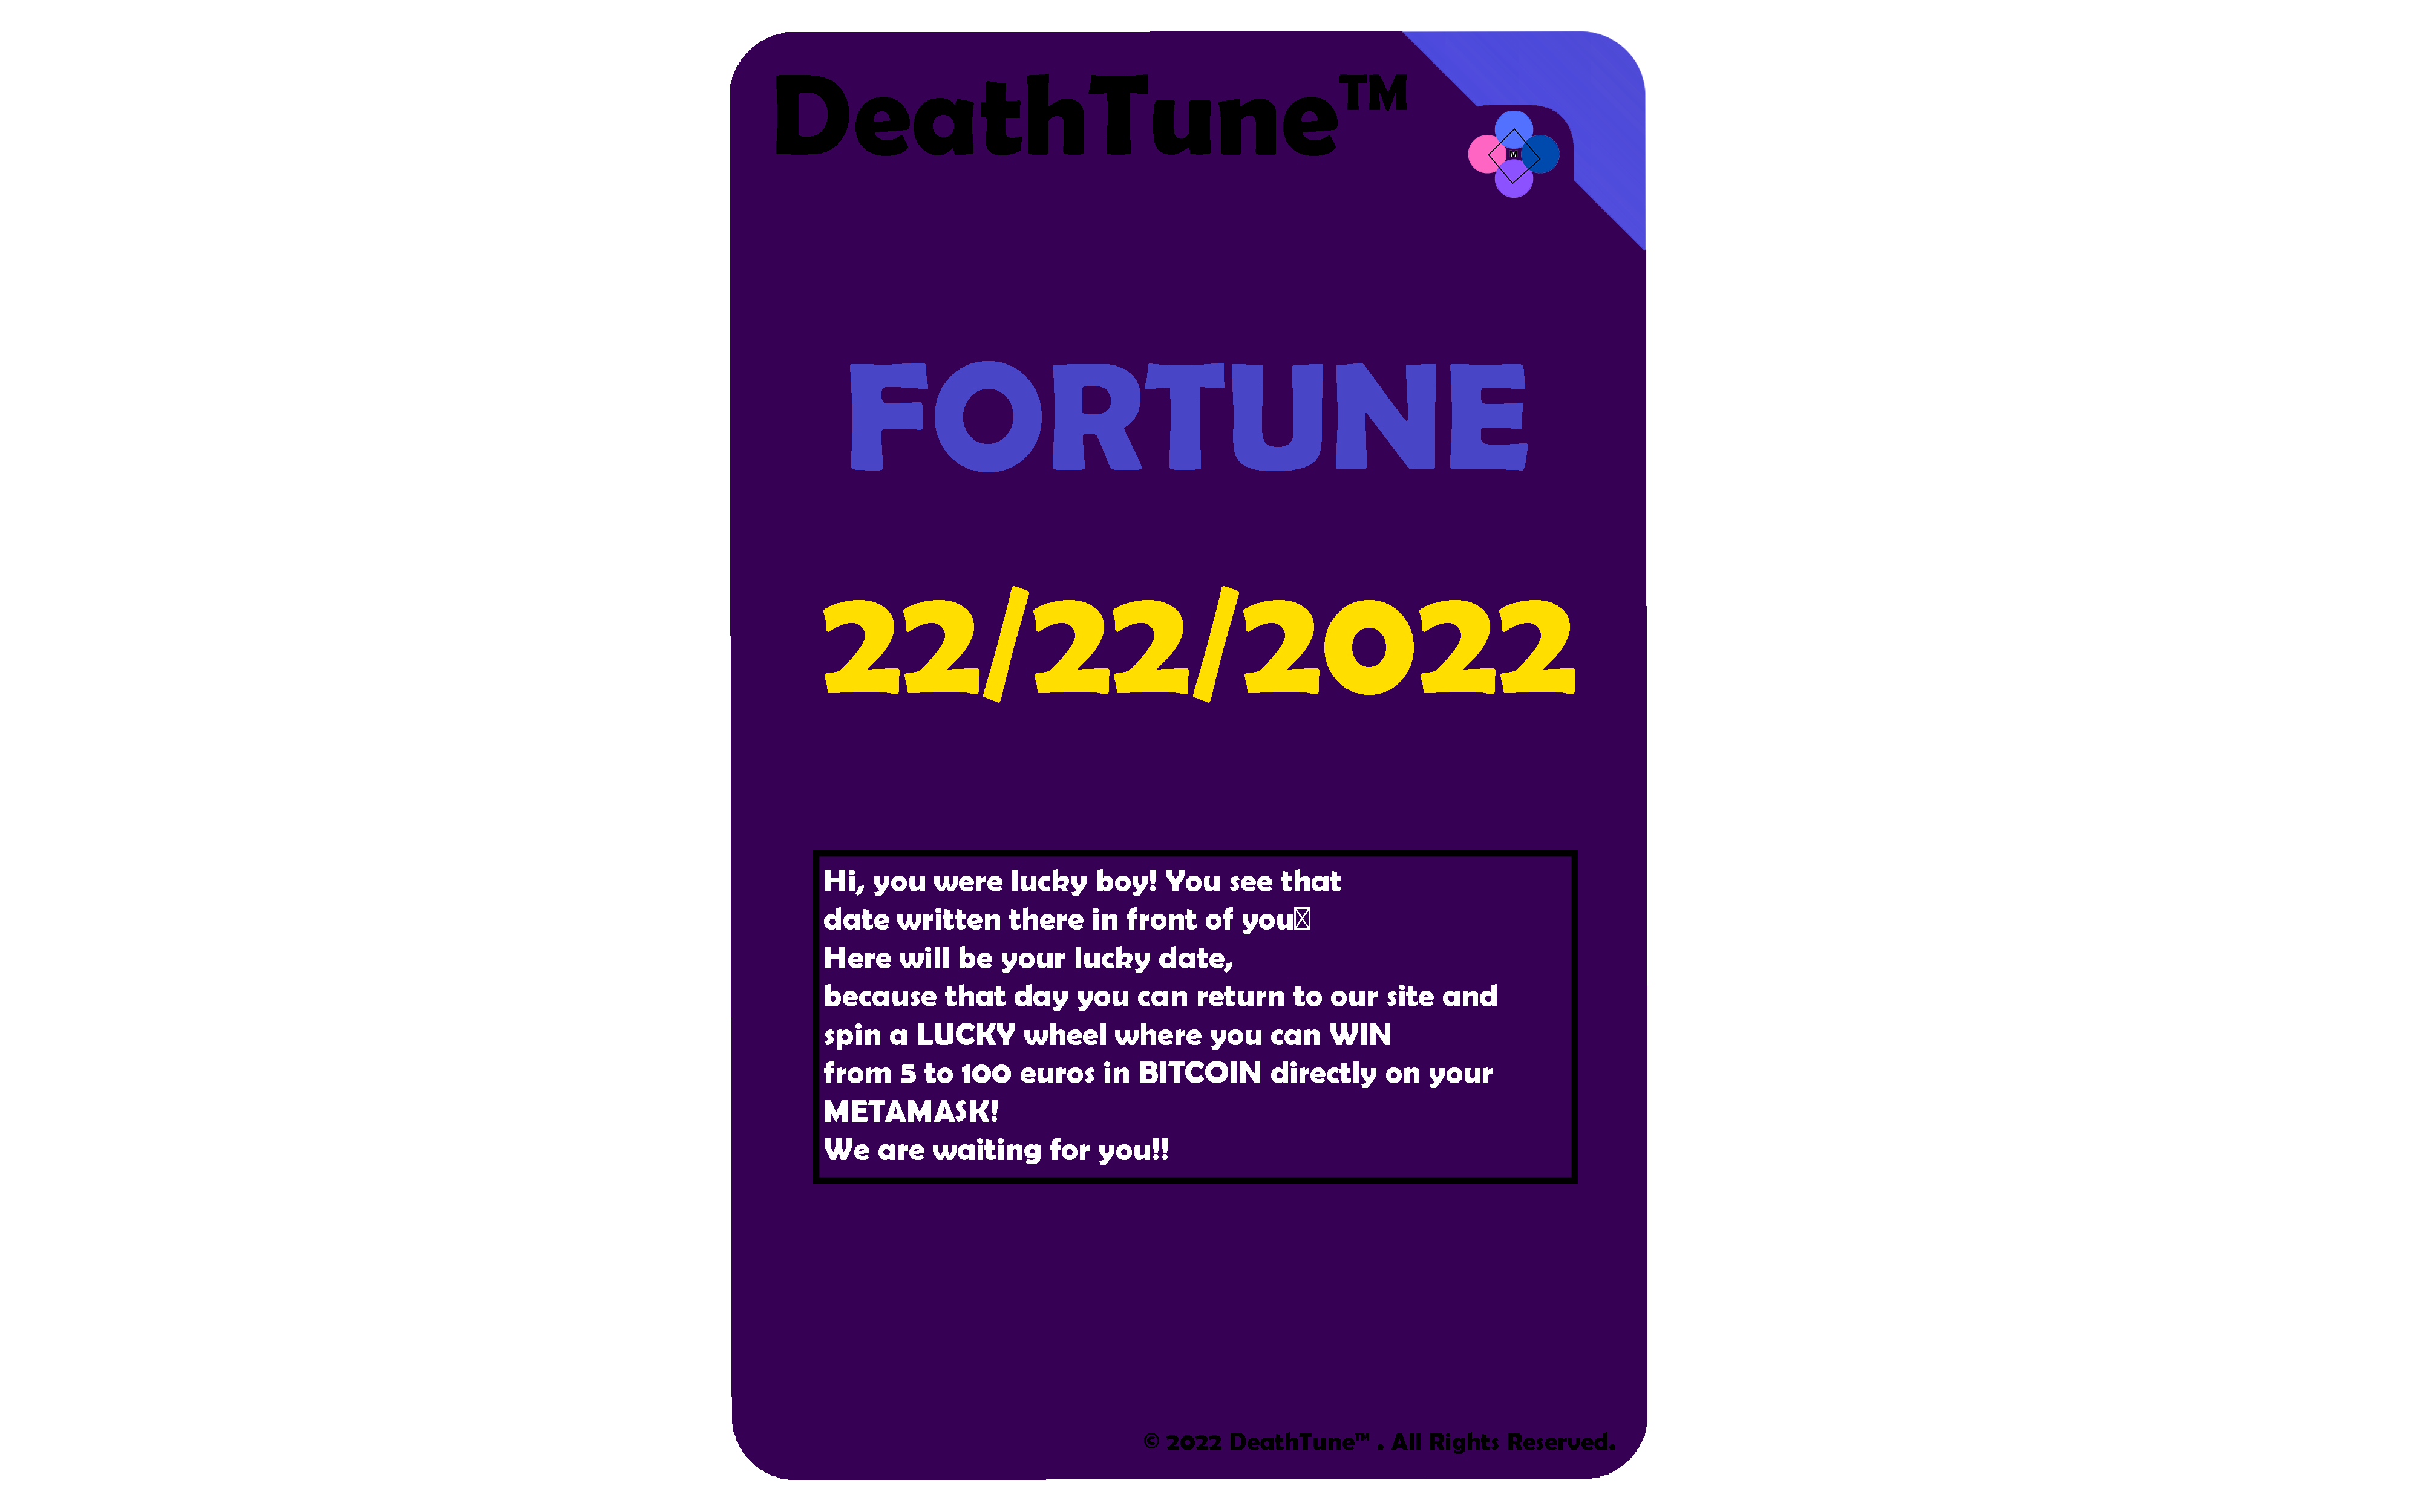 DeathTune™
FORTUNE
22/22/2022
Hi, you were lucky boy! You see that
date written there in front of you
Here will be your lucky date,
because that day you can return to our site and
spin a LUCKY wheel where you can WIN
from 5 to 100 euros in BITCOIN directly on your
METAMASK!
We are waiting for you!!
© 2022 DeathTune™ . All Rights Reserved.